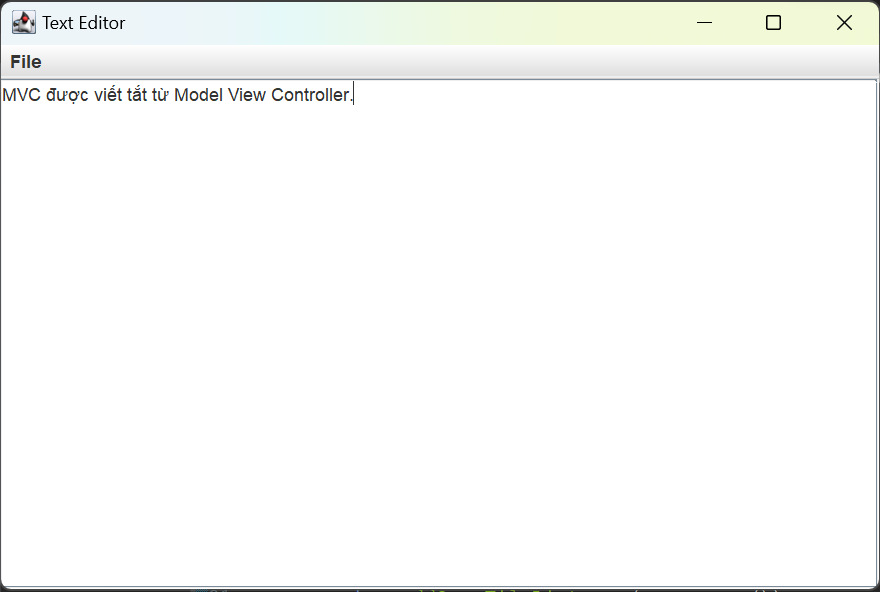 Text Editor
File
MVC được viết tắt từ Model View Controller.